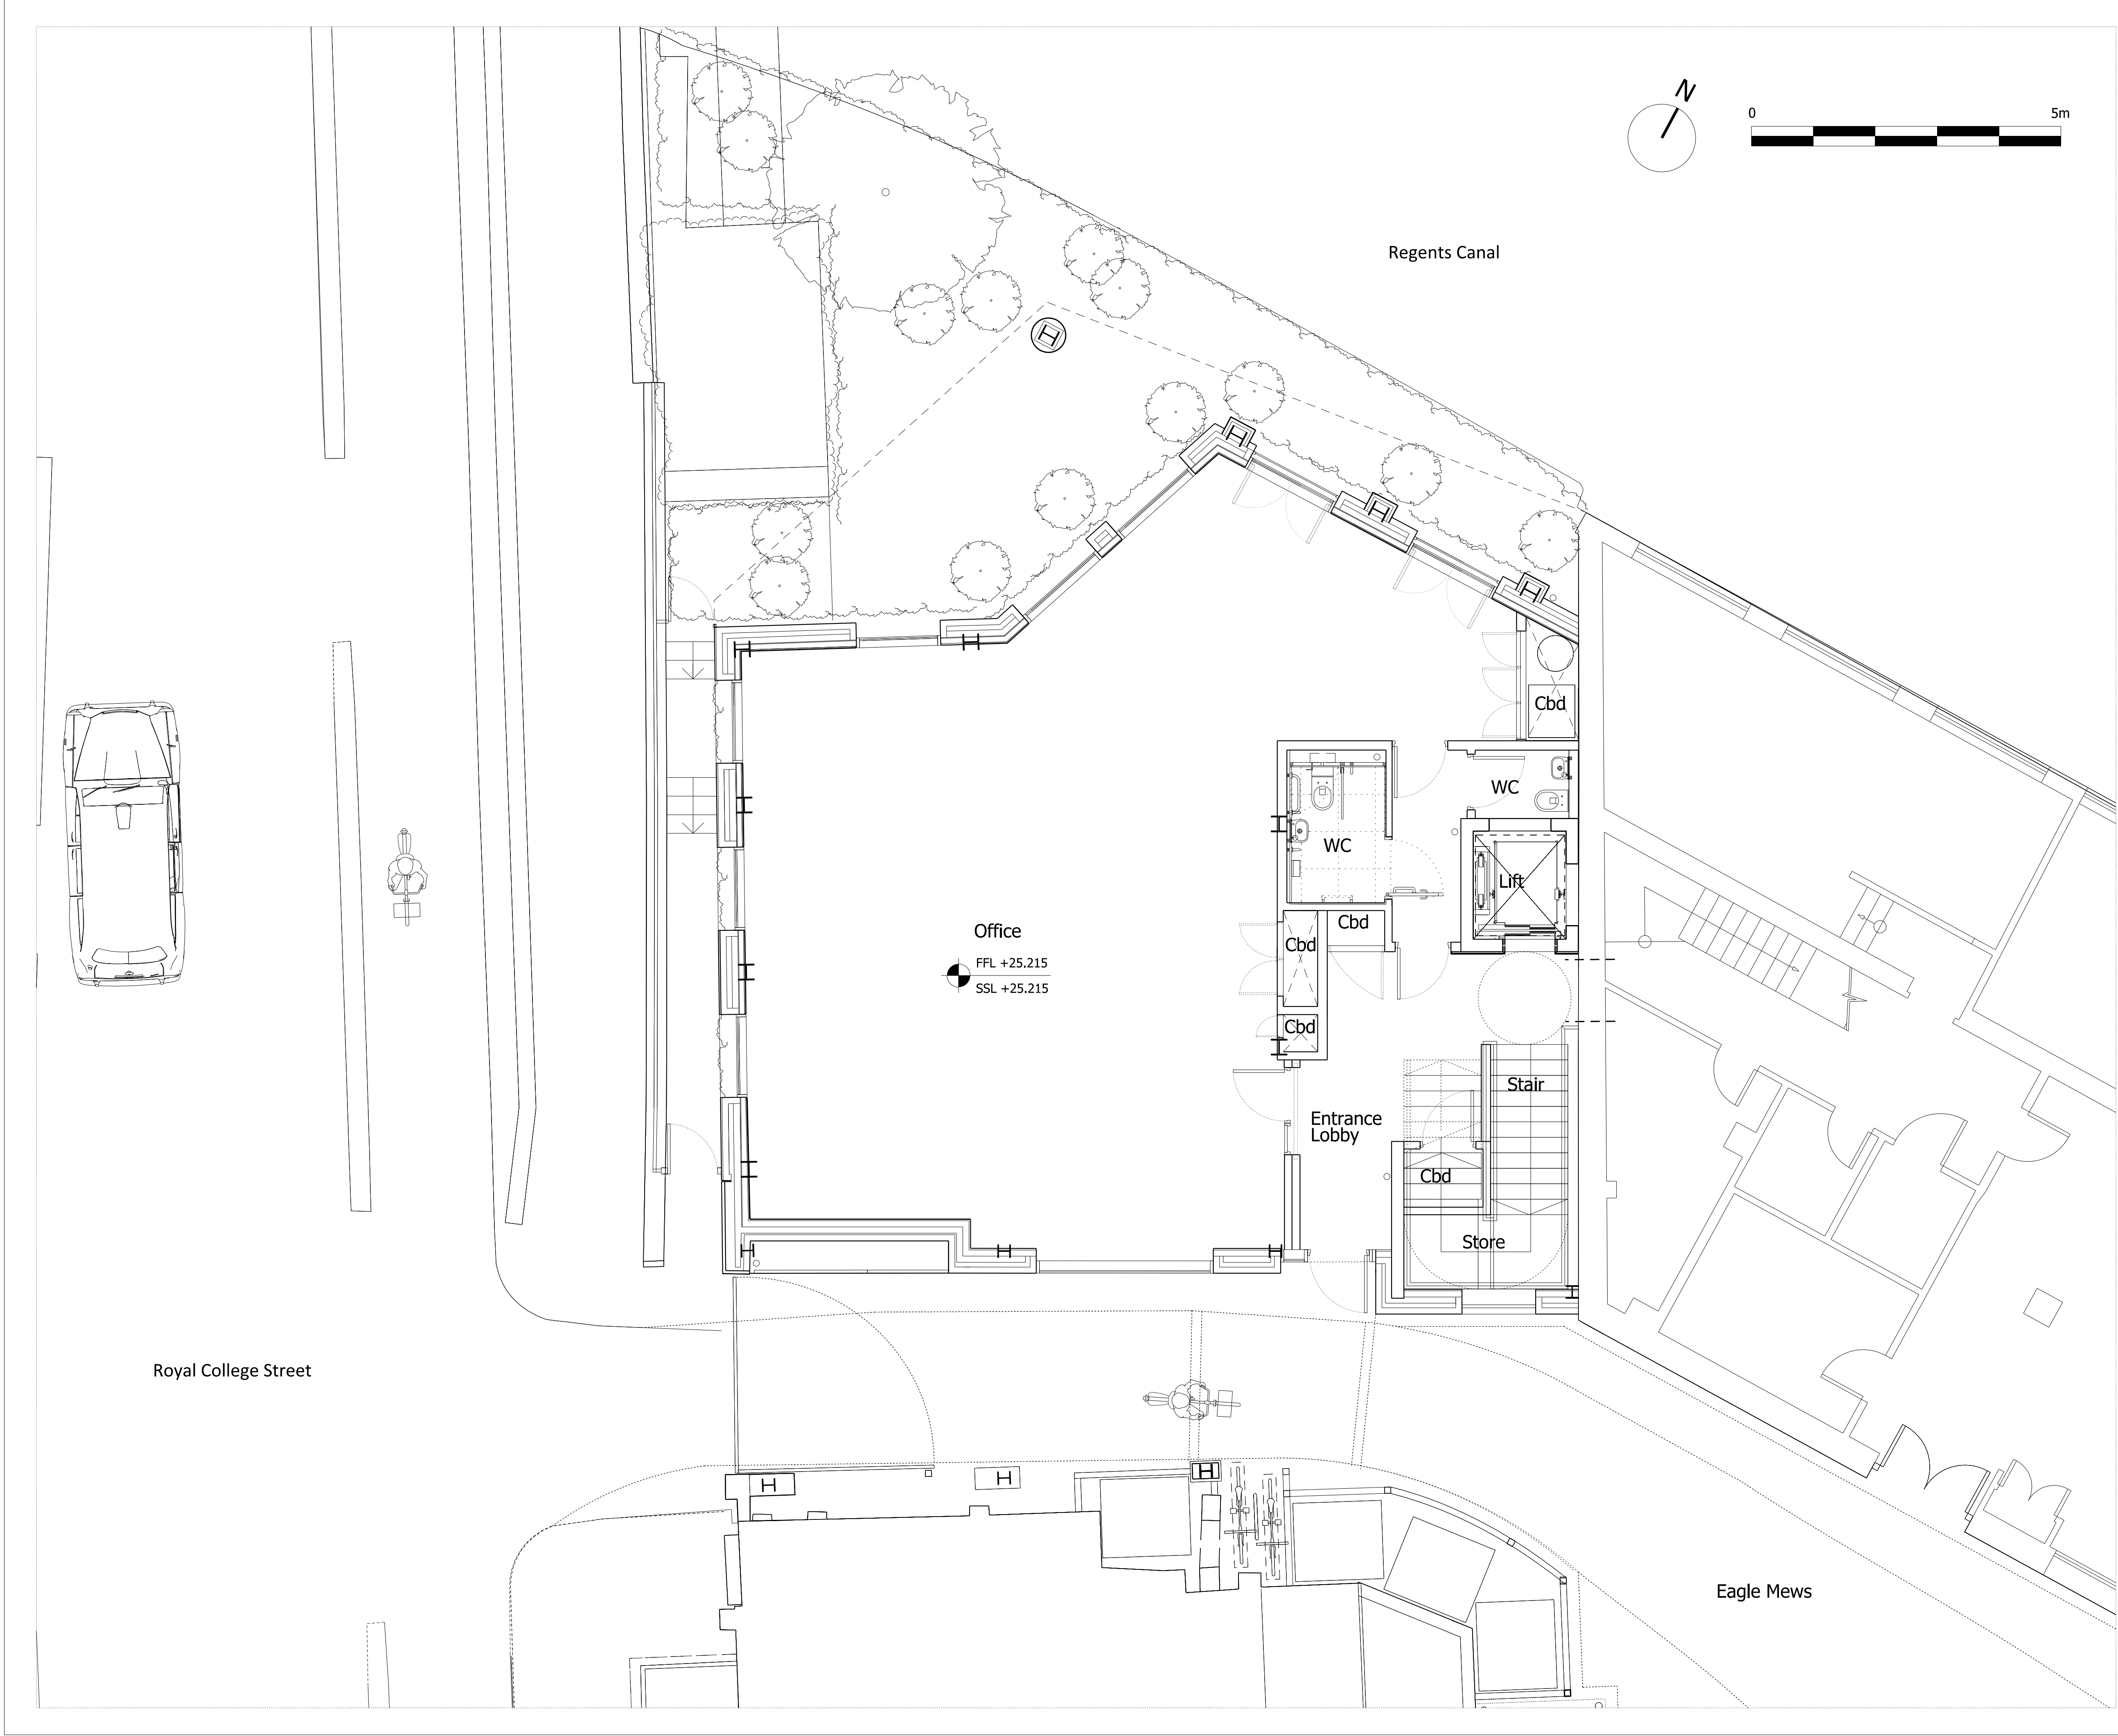 N
0 5m
Regents Canal
Cbd
WC
WC
Lift
Cbd
Office
Cbd
FFL +25.215
SSL +25.215
Cbd
Stair
Entrance
Lobby
Cbd
Store
Royal College Street
Eagle Mews